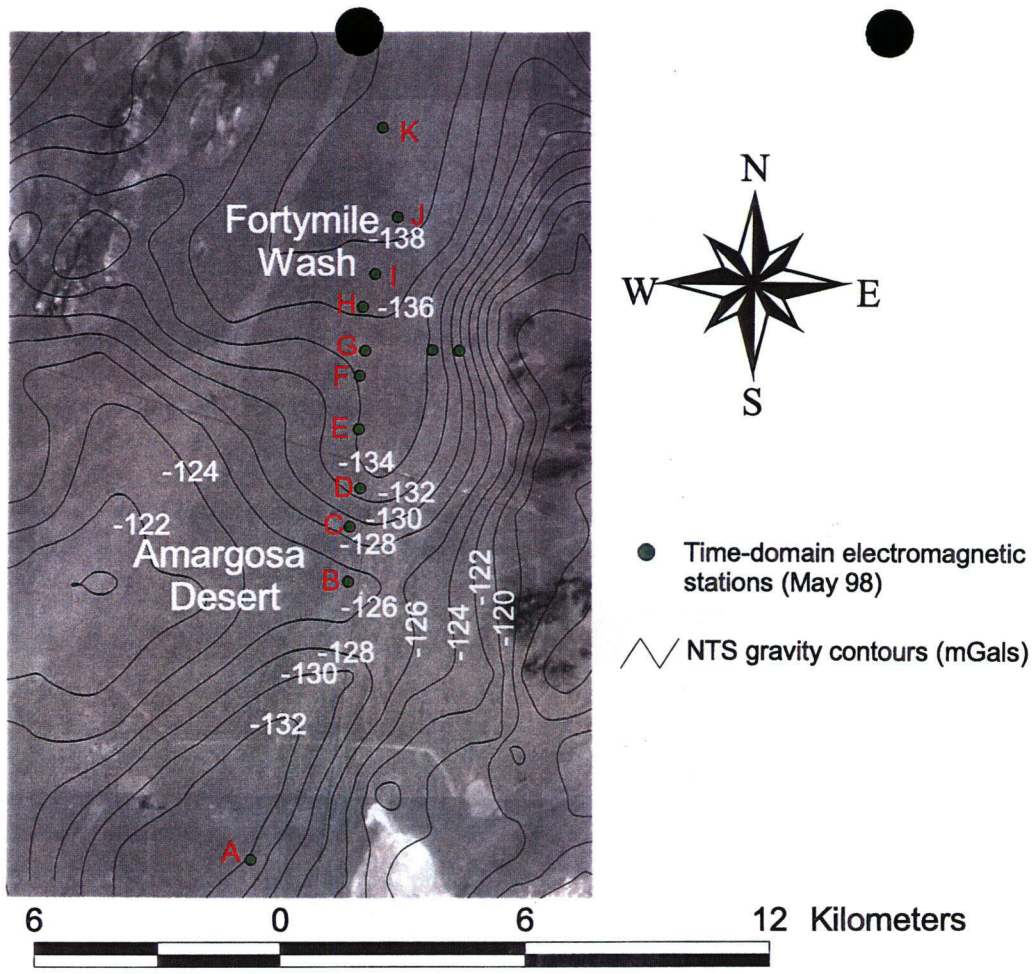 K
J
Fortymile
-138
Wash
I
H
-136
G
F
E
-134
-124
D
-132
-130
C
-122
-128
Amargosa
Desert
B
-126
-126
-124
-122
-120
-128
-130
-132
A
N
W
E
S
Time-domain electromagnetic
stations (May 98)
NTS gravity contours (mGals)
6 0 6 12 Kilometers